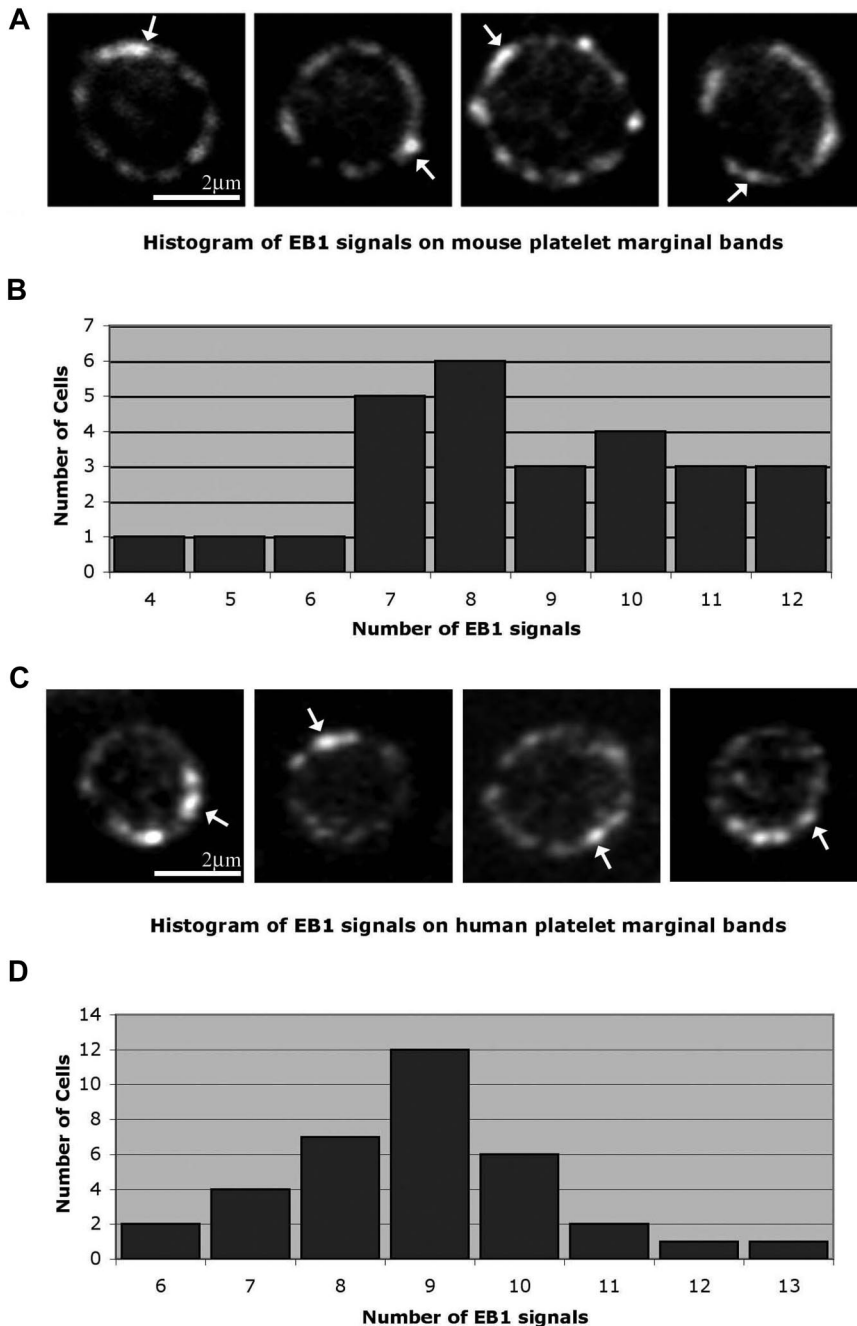 A
2μm
Histogram of EB1 signals on mouse platelet marginal bands
B
7
6
5
4
3
2
1
0
Number of Cells
4 5 6 7 8 9 10 11 12
Number of EB1 signals
C
2μm
Histogram of EB1 signals on human platelet marginal bands
D
14
12
10
8
6
4
2
0
Number of Cells
6 7 8 9 10 11 12 13
Number of EB1 signals